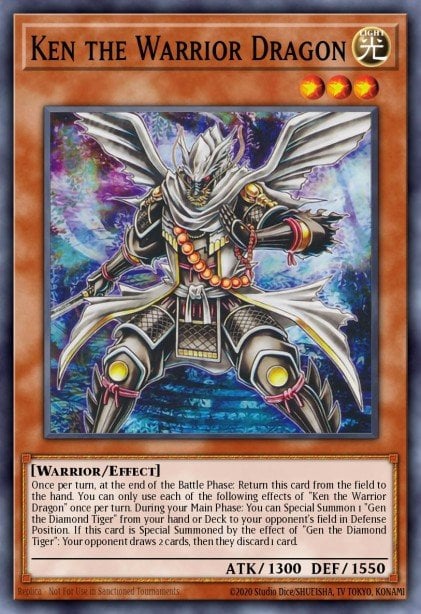 KEN THE WARRIOR DRAGON
LIGHT
光
[WARRIOR/EFFECT]
Once per turn, at the end of the Battle Phase: Return this card from the field to
the hand. You can only use each of the following effects of "Ken the Warrior
Dragon" once per turn. During your Main Phase: You can Special Summon 1 "Gen
the Diamond Tiger" from your hand or Deck to your opponent's field in Defense
Position. If this card is Special Summoned by the effect of "Gen the Diamond
Tiger": Your opponent draws 2 cards, then they discard 1 card.
ATK/1300 DEF/1550
Replica - Not For Use in Sanctioned Tournaments
©2020 Studio Dice/SHUEISHA, TV TOKYO, KONAMI